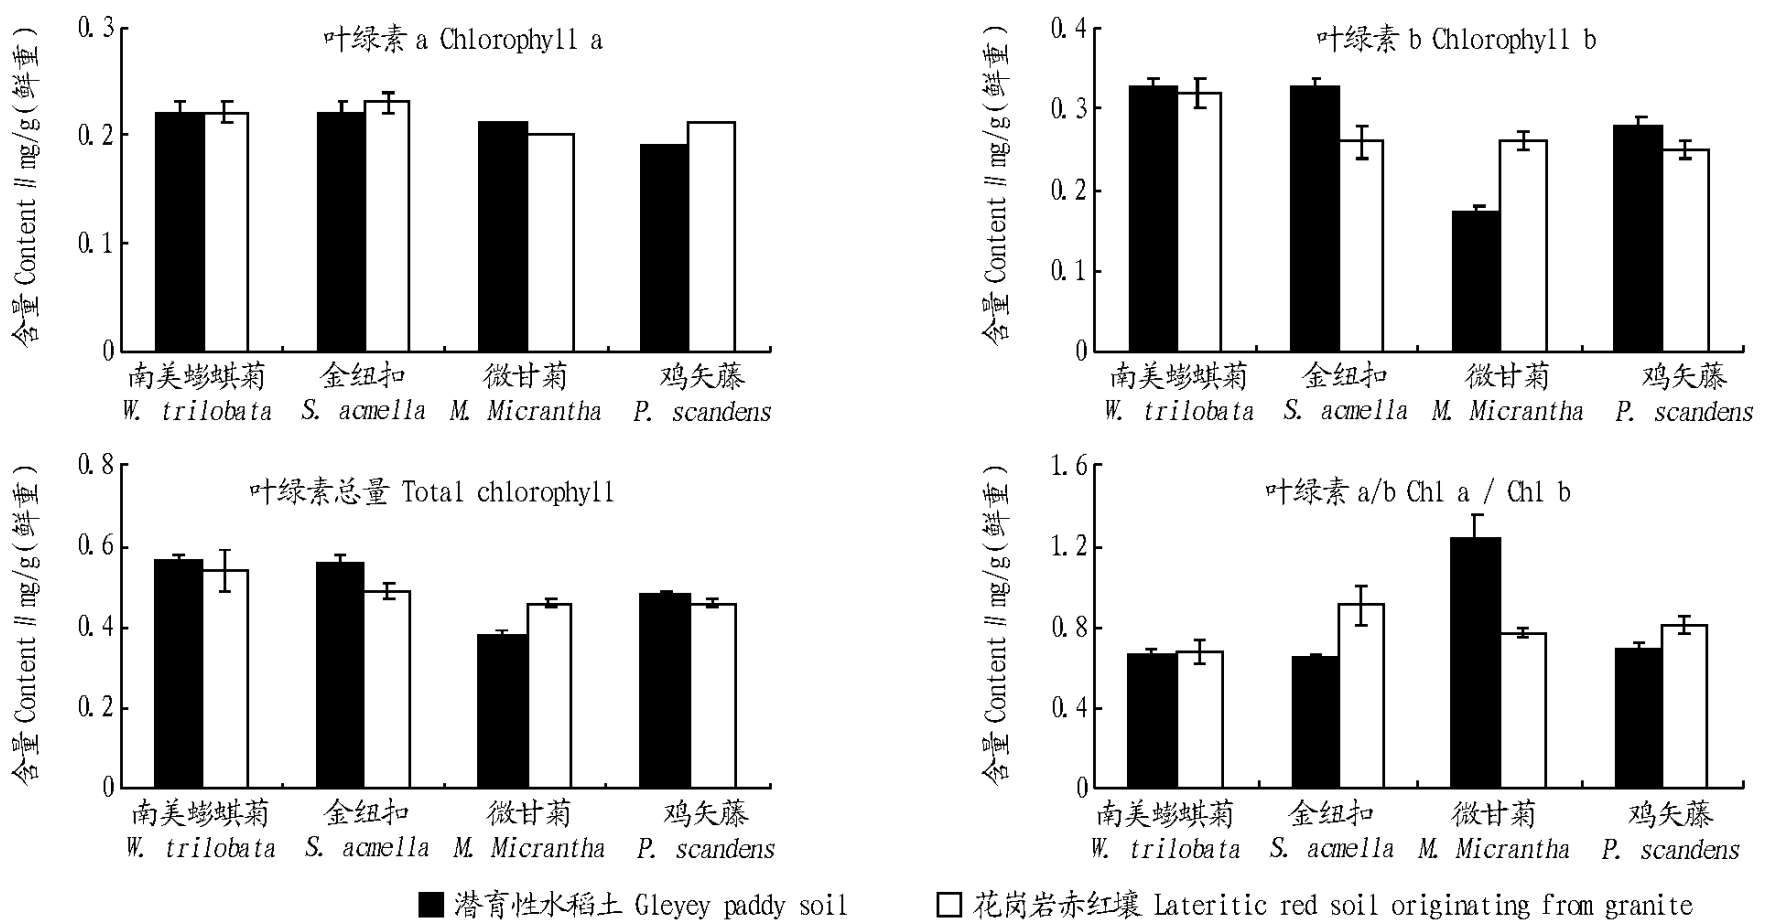 叶绿素 a Chlorophyll a
含量 Content ∥ mg/g(鲜重)
0.3
0.2
0.1
0
南美蟛蜞菊 金纽扣 微甘菊 鸡矢藤
W. trilobata S. acmella M. Micrantha P. scandens
叶绿素 b Chlorophyll b
含量 Content ∥ mg/g(鲜重)
0.4
0.3
0.2
0.1
0
南美蟛蜞菊 金纽扣 微甘菊 鸡矢藤
W. trilobata S. acmella M. Micrantha P. scandens
叶绿素总量 Total chlorophyll
含量 Content ∥ mg/g(鲜重)
0.8
0.6
0.4
0.2
0
南美蟛蜞菊 金纽扣 微甘菊 鸡矢藤
W. trilobata S. acmella M. Micrantha P. scandens
叶绿素 a/b Chl a / Chl b
含量 Content ∥ mg/g(鲜重)
1.6
1.2
0.8
0.4
0
南美蟛蜞菊 金纽扣 微甘菊 鸡矢藤
W. trilobata S. acmella M. Micrantha P. scandens
潜育性水稻土 Gleyey paddy soil
花岗岩赤红壤 Lateritic red soil originating from granite